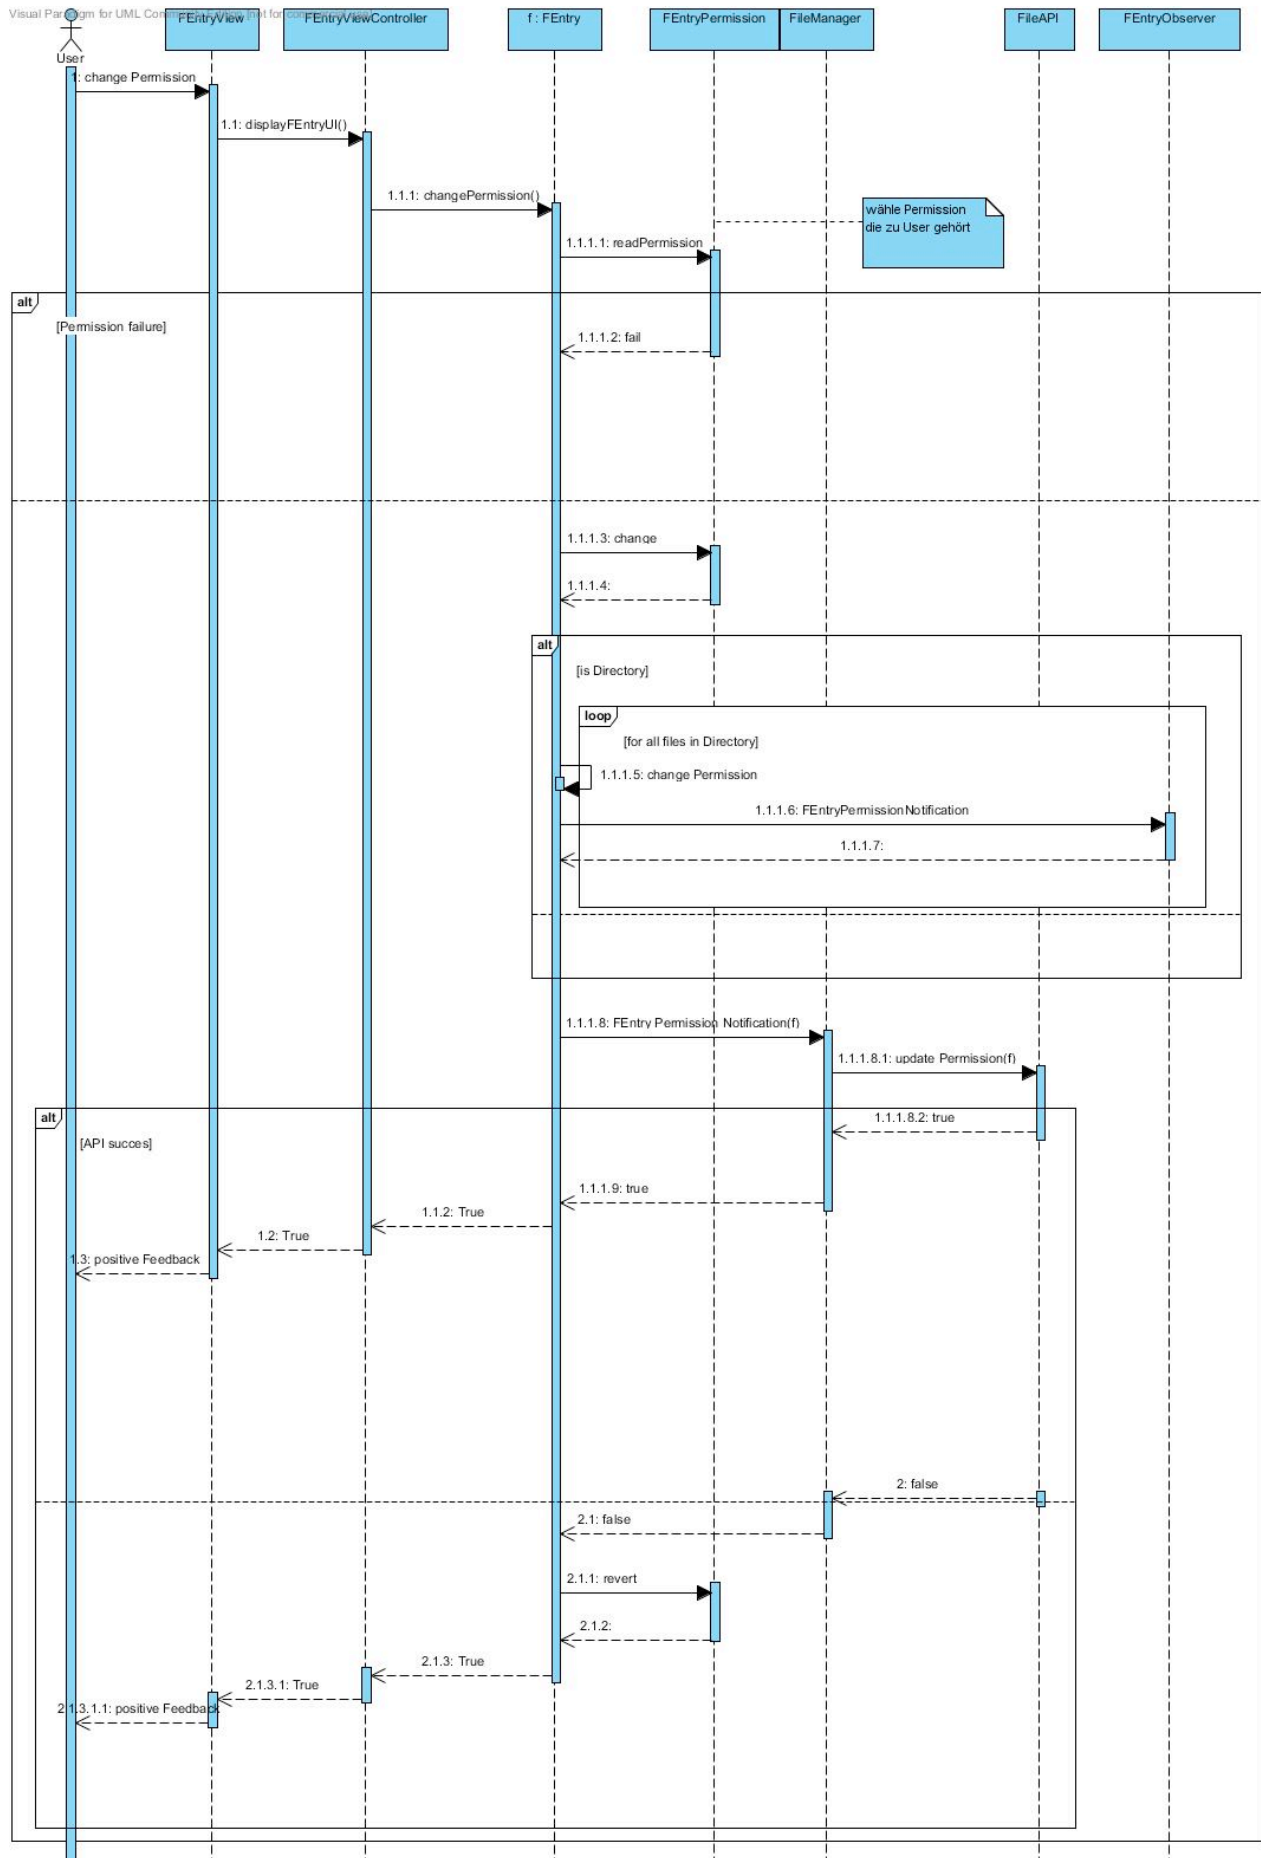 Visual Paradigm for UML Community Edition [not for commercial use]
User
FEntryView
FEntryViewController
f : FEntry
FEntryPermission
FileManager
FileAPI
FEntryObserver
1: change Permission
1.1: displayFEntryUI()
1.1.1: changePermission()
wähle Permission
die zu User gehört
1.1.1.1: readPermission
alt
[Permission failure]
1.1.1.2: fail
1.1.1.3: change
1.1.1.4:
alt
[is Directory]
loop
[for all files in Directory]
1.1.1.5: change Permission
1.1.1.6: FEntryPermissionNotification
1.1.1.7:
1.1.1.8: FEntry Permission Notification(f)
1.1.1.8.1: update Permission(f)
alt
1.1.1.8.2: true
[API succes]
1.1.1.9: true
1.1.2: True
1.2: True
1.3: positive Feedback
2: false
2.1: false
2.1.1: revert
2.1.2:
2.1.3: True
2.1.3.1: True
2.1.3.1.1: positive Feedback